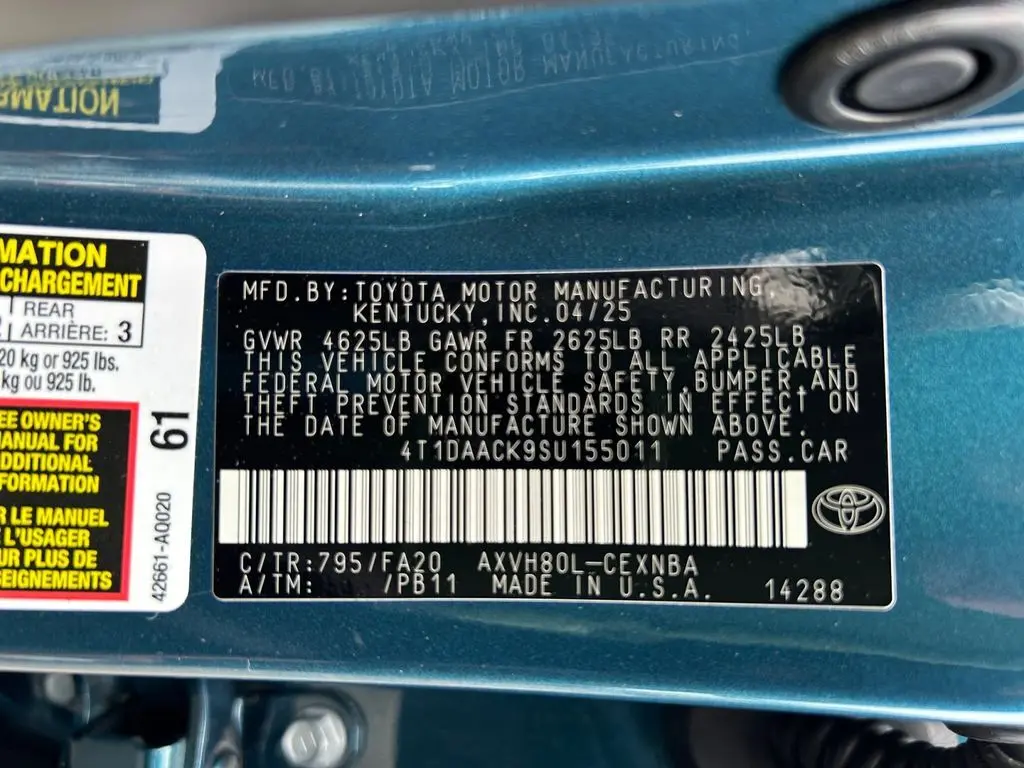 MATION
CHARGEMENT
REAR
ARRIÈRE: 3
20 kg or 925 lbs.
kg ou 925 lb.
EE OWNER'S
MANUAL FOR
ADDITIONAL
FORMATION
R LE MANUEL
L'USAGER
UR PLUS DE
SEIGNEMENTS
61
42661-AQ020
MFD.BY:TOYOTA MOTOR MANUFACTURING,
KENTUCKY,INC.04/25
GVWR 4625LB GAWR FR 2625LB RR 2425LB
THIS VEHICLE CONFORMS TO ALL APPLICABLE
FEDERAL MOTOR VEHICLE SAFETY,BUMPER,AND
THEFT PREVENTION STANDARDS IN EFFECT ON
THE DATE OF MANUFACTURE SHOWN ABOVE.
4T1DAACK9SU155011 PASS.CAR
C/TR:795/FA20 AXVH80L-CEXNBA
A/TM: /PB11 MADE IN U.S.A. 14288